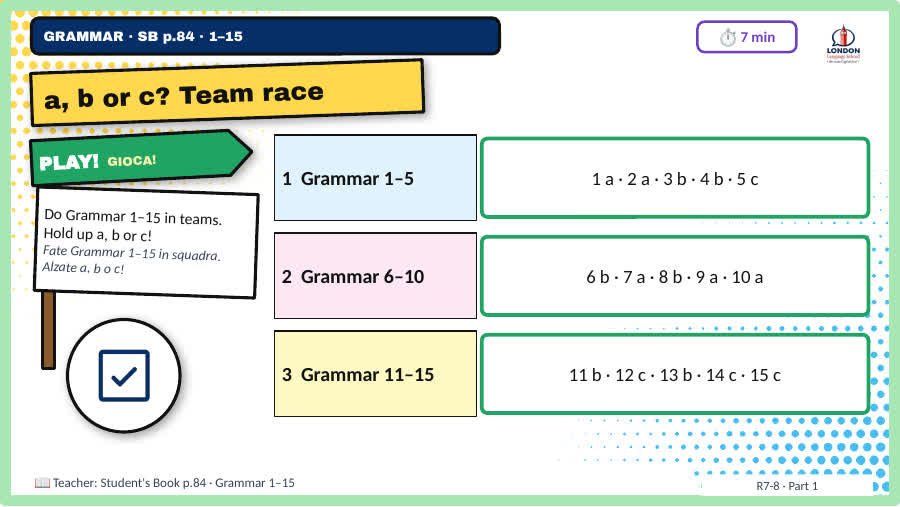 GRAMMAR · SB p.84 · 1–15
⏱️ 7 min
LONDON
Language School
a, b or c? Team race
PLAY! GIOCA!
Do Grammar 1–15 in teams.
Hold up a, b or c!
Fate Grammar 1–15 in squadra.
Alzate a, b o c!
1 Grammar 1–5
1 a · 2 a · 3 b · 4 b · 5 c
2 Grammar 6–10
6 b · 7 a · 8 b · 9 a · 10 a
3 Grammar 11–15
11 b · 12 c · 13 b · 14 c · 15 c
📖 Teacher: Student's Book p.84 · Grammar 1–15
R7-8 · Part 1